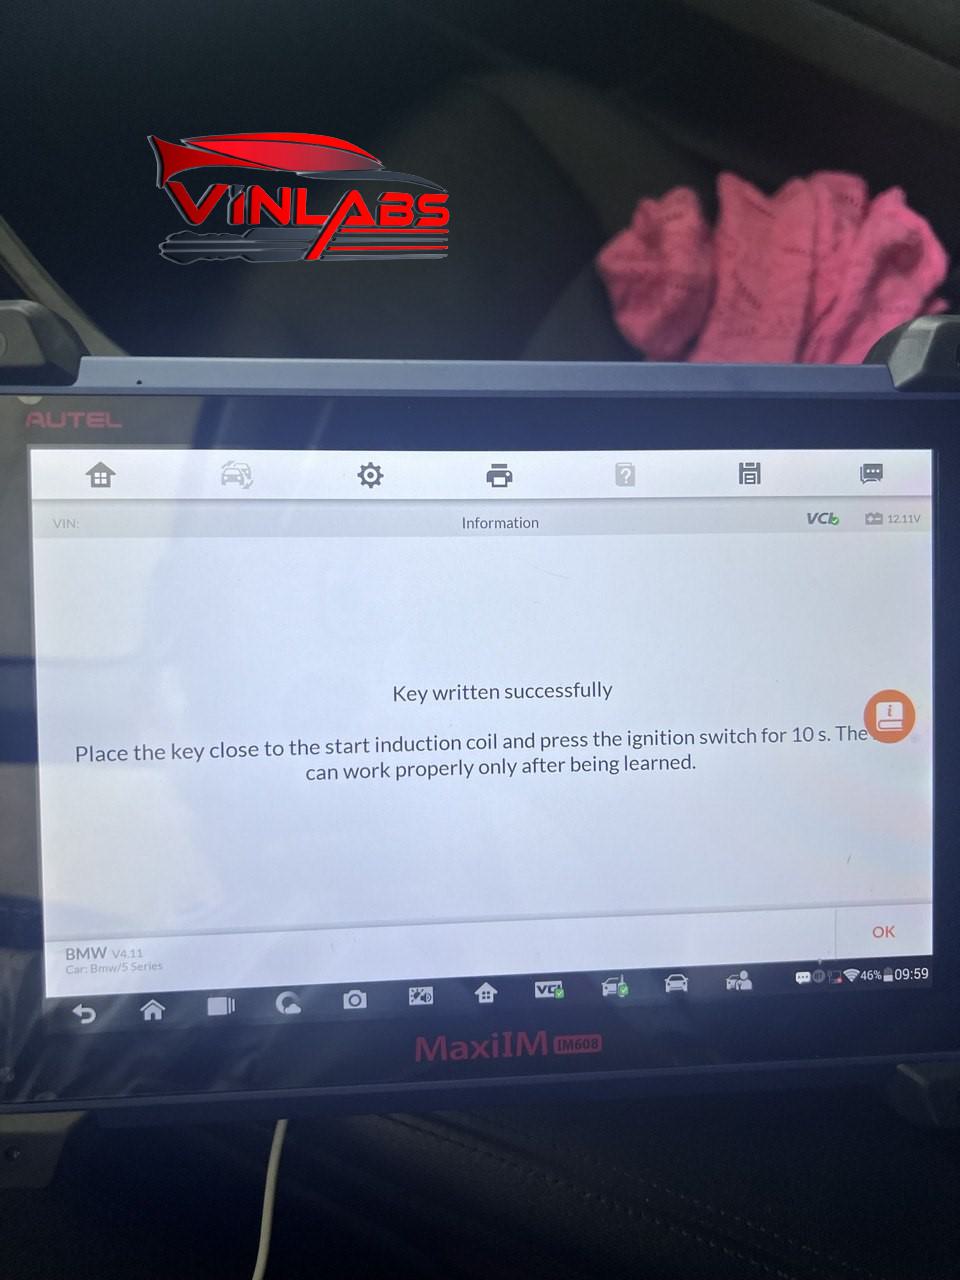 VINLABS
AUTEL
VIN:
Information
VCI
12.11V
Key written successfully
Place the key close to the start induction coil and press the ignition switch for 10 s. The
can work properly only after being learned.
OK
BMW V4.11
Car: Bmw/5 Series
VCI
46%
09:59
MaxiIM IM608